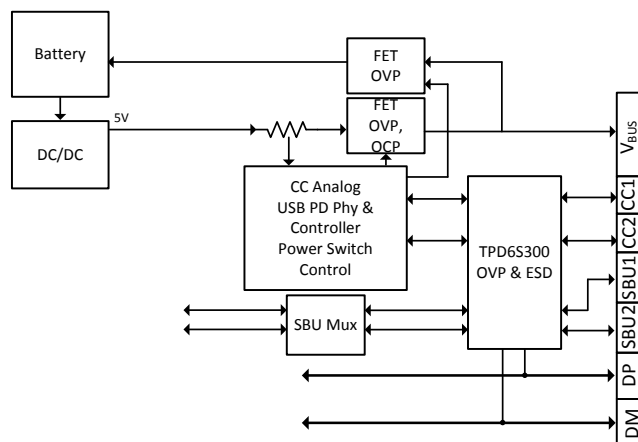 Battery
FET
OVP
5V
FET
OVP,
OCP
DC/DC
VBUS
CC Analog
USB PD Phy &
Controller
Power Switch
Control
TPD6S300
OVP & ESD
CC1
CC2
SBU1
SBU2
SBU Mux
DP
DM